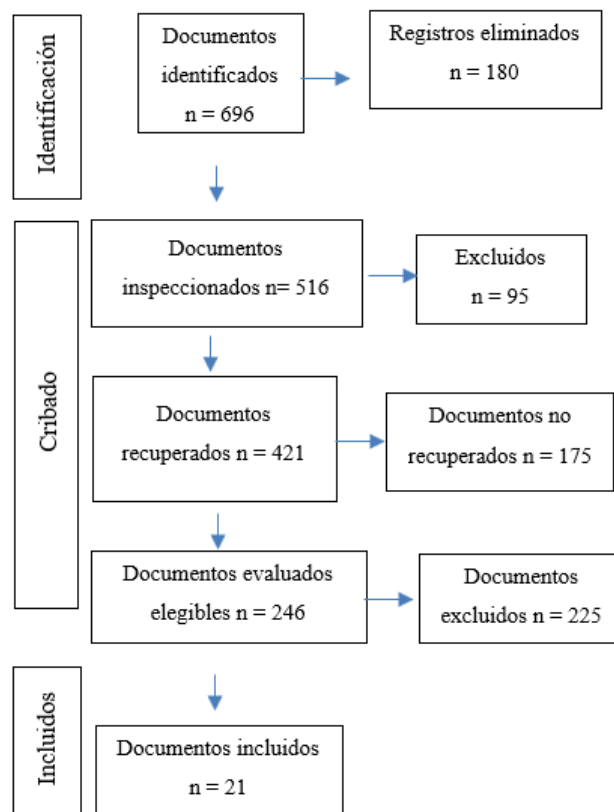 Identificación
Documentos
identificados
n = 696
Registros eliminados
n = 180
Cribado
Documentos
inspeccionados n= 516
Excluidos
n = 95
Documentos
recuperados n = 421
Documentos no
recuperados n = 175
Documentos evaluados
elegibles n = 246
Documentos
excluidos n = 225
Incluidos
Documentos incluidos
n = 21